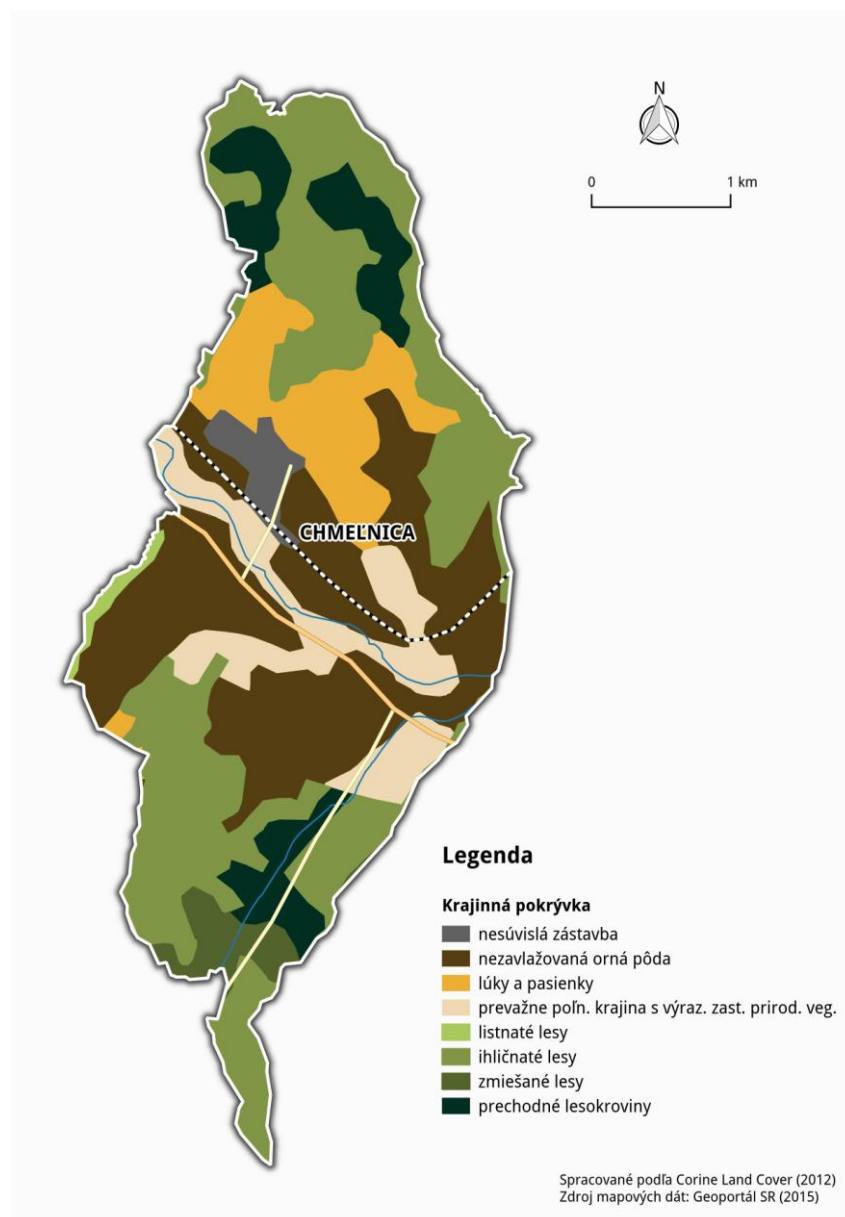 N
0 1 km
CHMEĽNICA
Legenda
Krajinná pokrývka
nesúvislá zástavba
nezavlažovaná orná pôda
lúky a pasienky
prevažne poľn. krajina s výraz. zast. prirod. veg.
listnaté lesy
ihličnaté lesy
zmiešané lesy
prechodné lesokroviny
Spracované podľa Corine Land Cover (2012)
Zdroj mapových dát: Geoportál SR (2015)